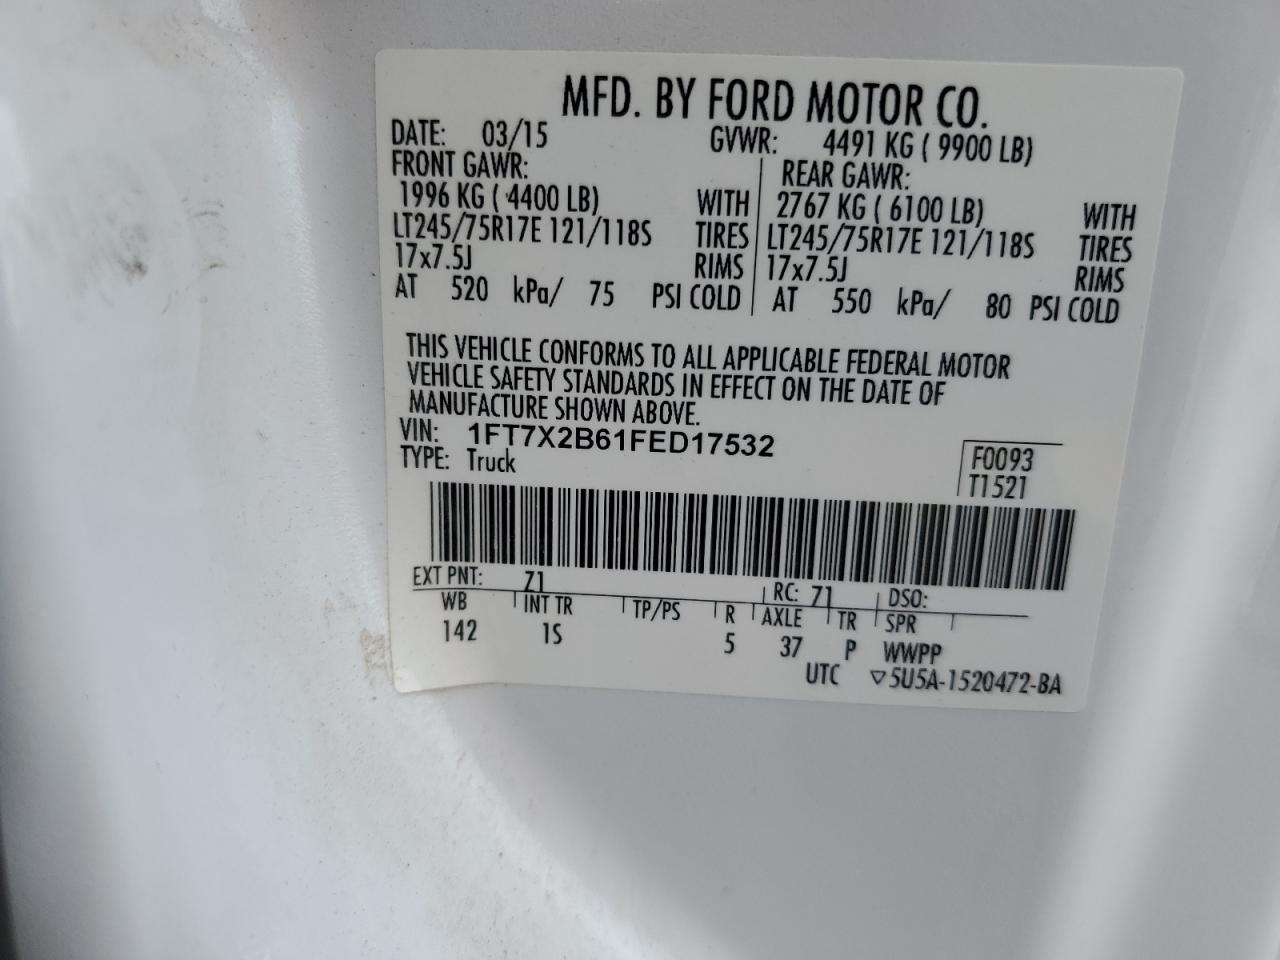 MFD. BY FORD MOTOR CO.
DATE: 03/15 GVWR: 4491 KG ( 9900 LB)
FRONT GAWR: REAR GAWR:
1996 KG ( 4400 LB) WITH 2767 KG ( 6100 LB) WITH
LT245/75R17E 121/118S TIRES LT245/75R17E 121/118S TIRES
17x7.5J RIMS 17x7.5J RIMS
AT 520 kPa/ 75 PSI COLD AT 550 kPa/ 80 PSI COLD
THIS VEHICLE CONFORMS TO ALL APPLICABLE FEDERAL MOTOR
VEHICLE SAFETY STANDARDS IN EFFECT ON THE DATE OF
MANUFACTURE SHOWN ABOVE.
VIN: 1FT7X2B61FED17532
TYPE: Truck
F0093
T1521
EXT PNT: Z1 RC: 71 DSO:
WB INT TR TP/PS R AXLE TR SPR
142 1S 5 37 P WWPP
UTC ▽5U5A-1520472-BA